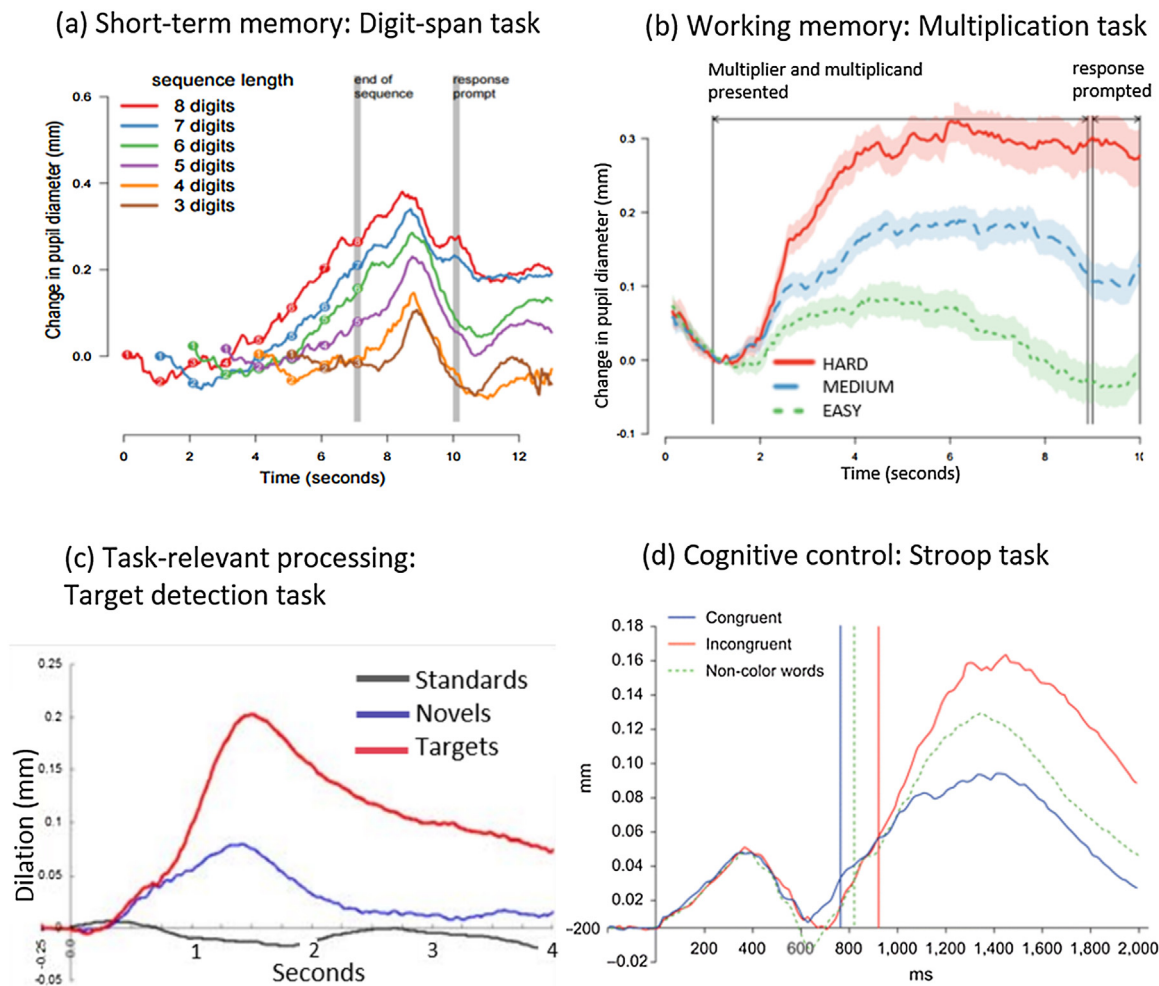 (a) Short-term memory: Digit-span task
sequence length
8 digits
7 digits
6 digits
5 digits
4 digits
3 digits
end of
sequence
response
prompt
Change in pupil diameter (mm)
0.6
0.4
0.2
0.0
0 2 4 6 8 10 12
Time (seconds)
(b) Working memory: Multiplication task
Multiplier and multiplicand
presented
response
prompted
Change in pupil diameter (mm)
0.3
0.2
0.1
0.0
-0.1
HARD
MEDIUM
EASY
0 2 4 6 8 10
Time (seconds)
(c) Task-relevant processing:
Target detection task
Dilation (mm)
0.25
0.2
0.15
0.1
0.05
0
-0.05
Standards
Novels
Targets
-0.25 0 1 2 3 4
Seconds
(d) Cognitive control: Stroop task
Congruent
Incongruent
Non-color words
mm
0.18
0.16
0.14
0.12
0.10
0.08
0.06
0.04
0.02
-0.02
-200 200 400 600 800 1,000 1,200 1,400 1,600 1,800 2,000
ms